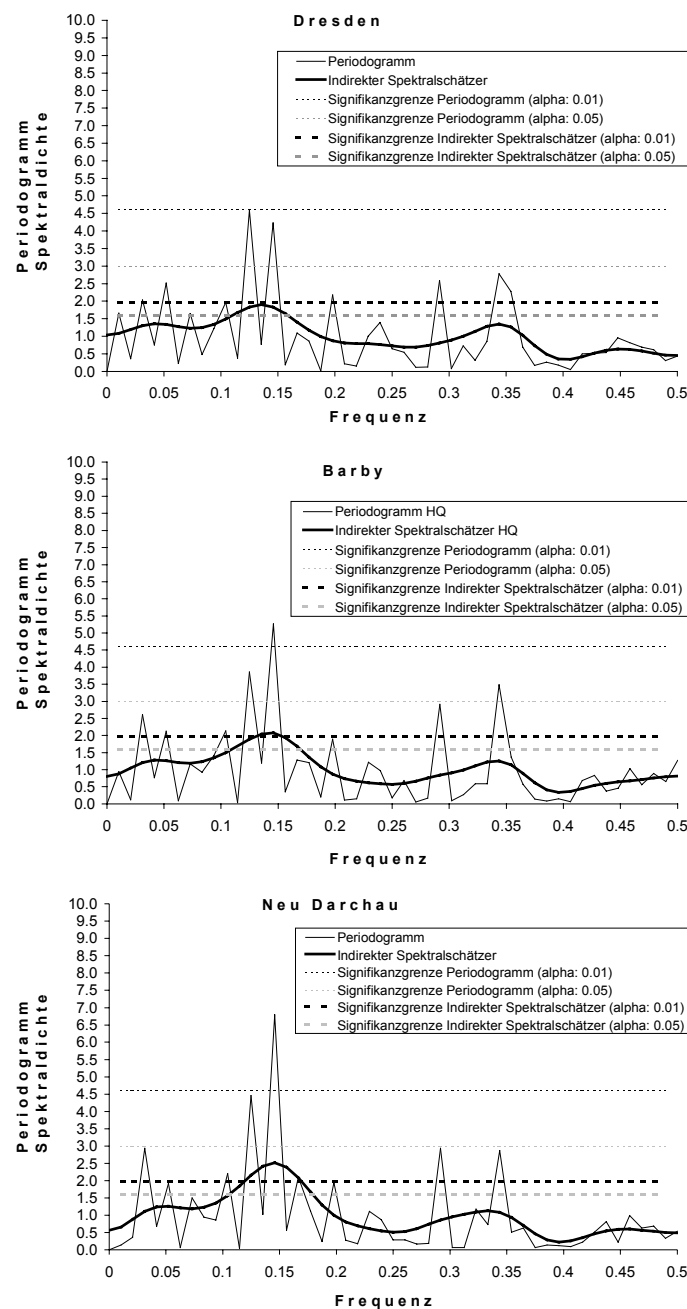 Dresden
Periodogramm
Spektraldichte
10.0
9.5
9.0
8.5
8.0
7.5
7.0
6.5
6.0
5.5
5.0
4.5
4.0
3.5
3.0
2.5
2.0
1.5
1.0
0.5
0.0
Periodogramm
Indirekter Spektralschätzer
Signifikanzgrenze Periodogramm (alpha: 0.01)
Signifikanzgrenze Periodogramm (alpha: 0.05)
Signifikanzgrenze Indirekter Spektralschätzer (alpha: 0.01)
Signifikanzgrenze Indirekter Spektralschätzer (alpha: 0.05)
0 0.05 0.1 0.15 0.2 0.25 0.3 0.35 0.4 0.45 0.5
Frequenz
Barby
Periodogramm
Spektraldichte
10.0
9.5
9.0
8.5
8.0
7.5
7.0
6.5
6.0
5.5
5.0
4.5
4.0
3.5
3.0
2.5
2.0
1.5
1.0
0.5
0.0
Periodogramm HQ
Indirekter Spektralschätzer HQ
Signifikanzgrenze Periodogramm (alpha: 0.01)
Signifikanzgrenze Periodogramm (alpha: 0.05)
Signifikanzgrenze Indirekter Spektralschätzer (alpha: 0.01)
Signifikanzgrenze Indirekter Spektralschätzer (alpha: 0.05)
0 0.05 0.1 0.15 0.2 0.25 0.3 0.35 0.4 0.45 0.5
Frequenz
Neu Darchau
Periodogramm
Spektraldichte
10.0
9.5
9.0
8.5
8.0
7.5
7.0
6.5
6.0
5.5
5.0
4.5
4.0
3.5
3.0
2.5
2.0
1.5
1.0
0.5
0.0
Periodogramm
Indirekter Spektralschätzer
Signifikanzgrenze Periodogramm (alpha: 0.01)
Signifikanzgrenze Periodogramm (alpha: 0.05)
Signifikanzgrenze Indirekter Spektralschätzer (alpha: 0.01)
Signifikanzgrenze Indirekter Spektralschätzer (alpha: 0.05)
0 0.05 0.1 0.15 0.2 0.25 0.3 0.35 0.4 0.45 0.5
Frequenz